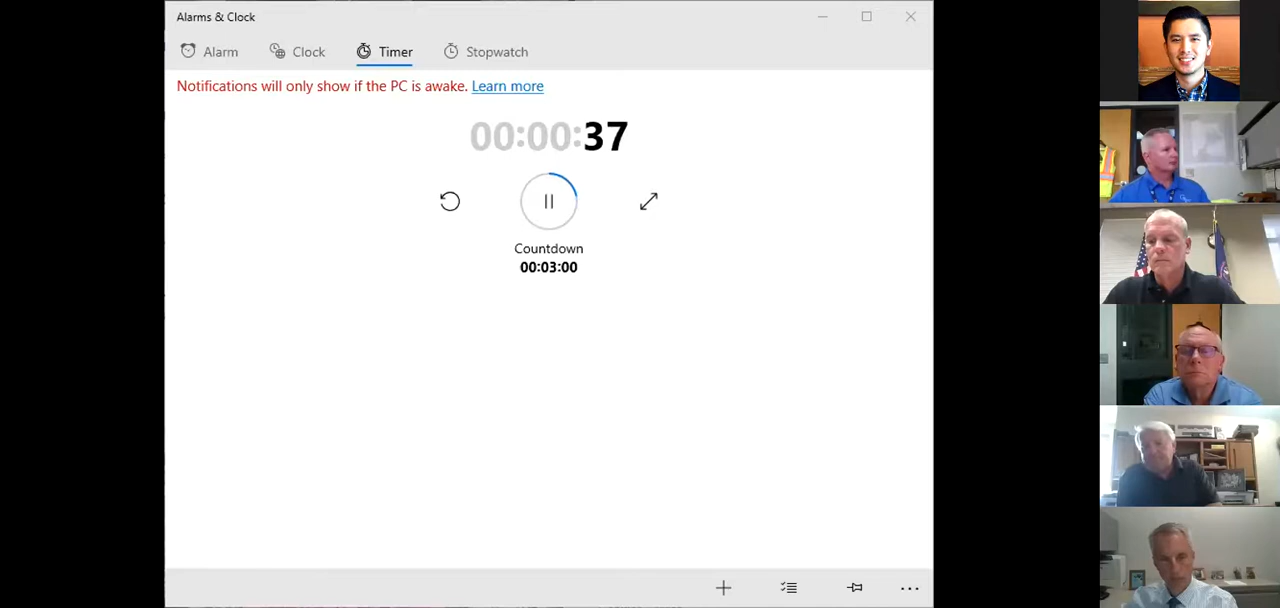 Alarms & Clock
Alarm Clock Timer Stopwatch
Notifications will only show if the PC is awake. Learn more
00:00:37
Countdown
00:03:00